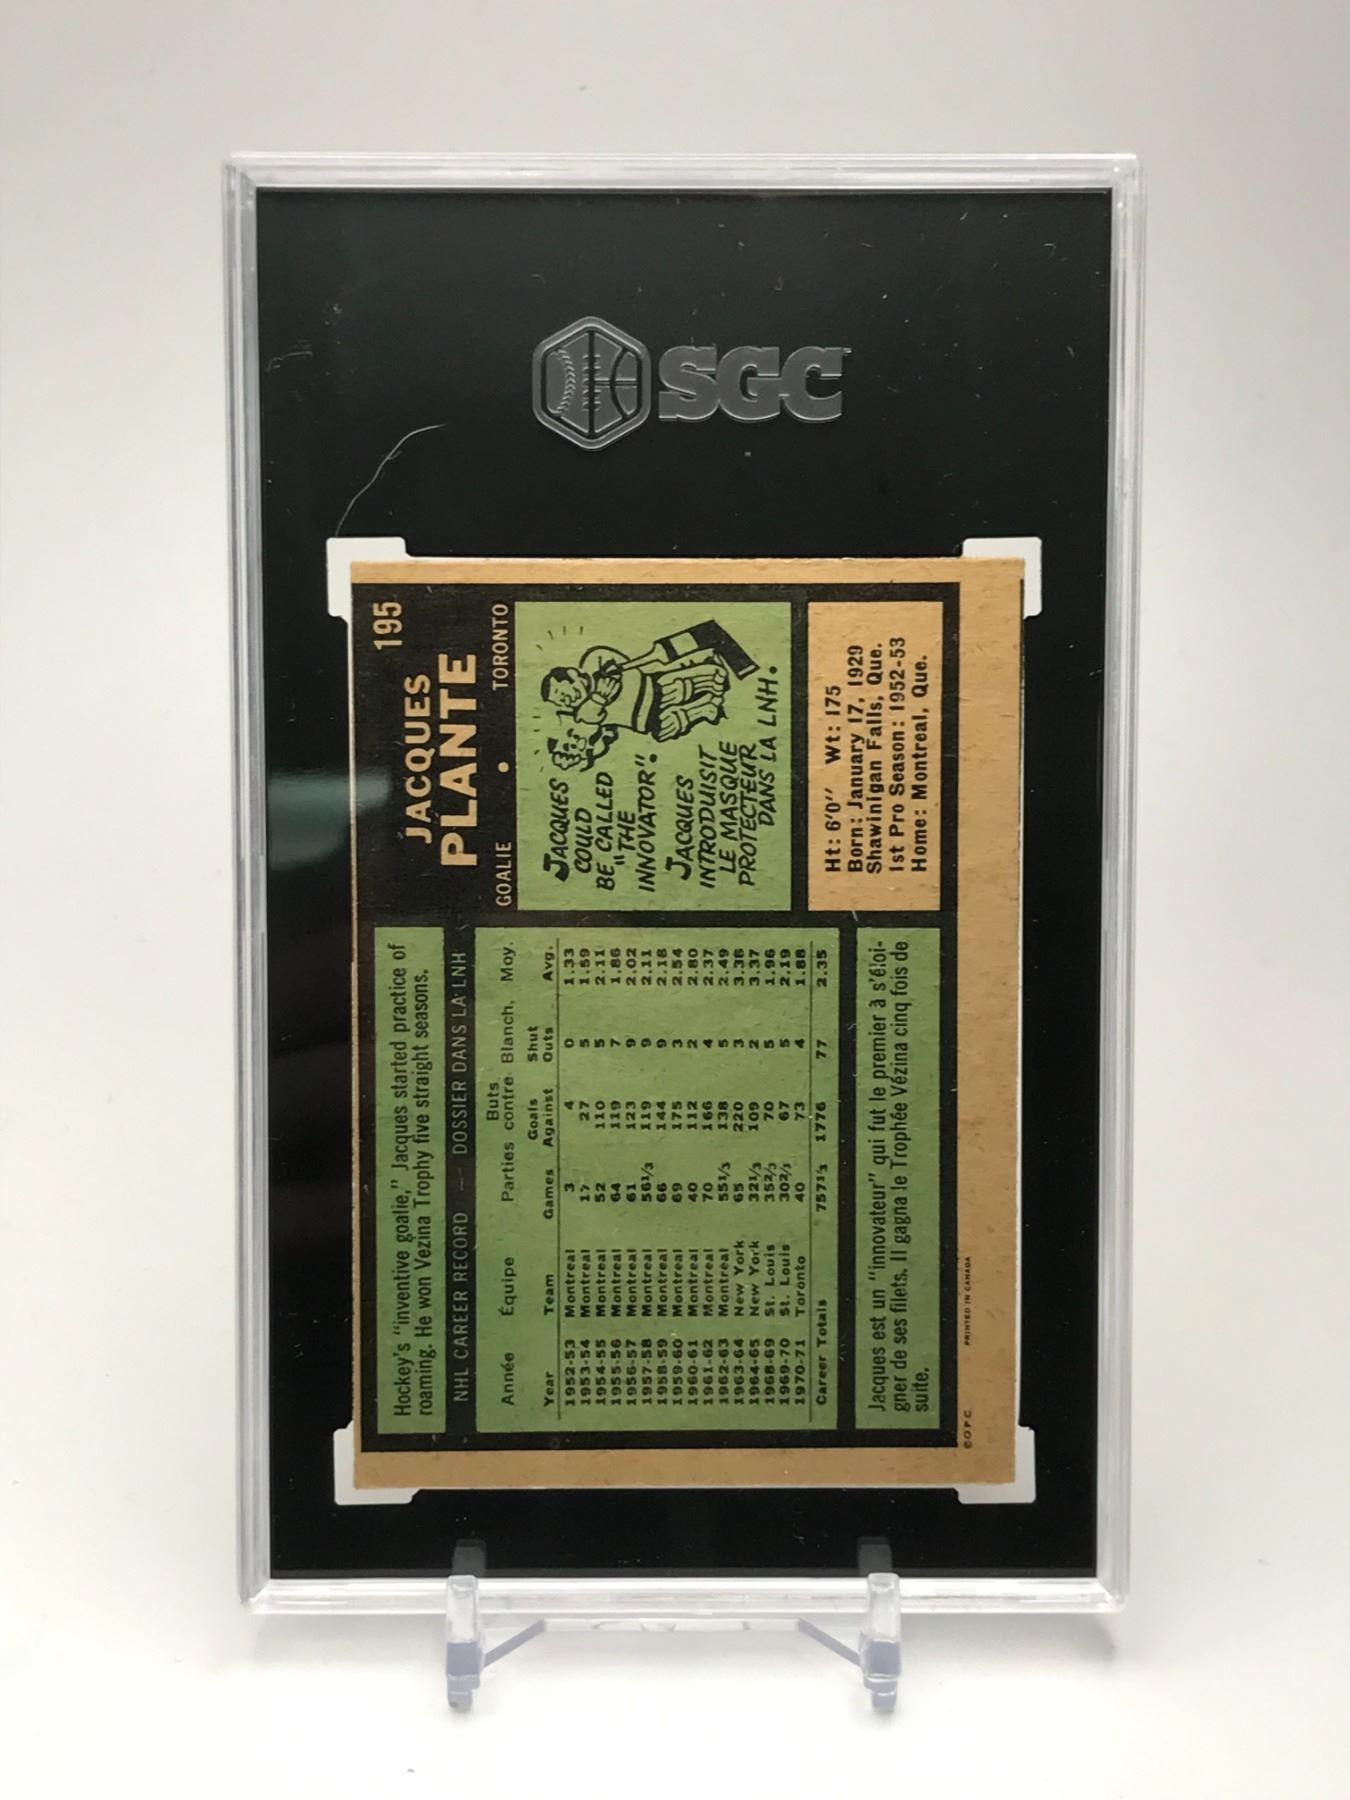 SGC
195
JACQUES
PLANTE
GOALIE • TORONTO
Hockey's "inventive goalie," Jacques started practice of
roaming. He won Vezina Trophy five straight seasons.
NHL CAREER RECORD — DOSSIER DANS LA LNH
Année Équipe Parties Buts contre Blanch. Moy.
Year Team Games Goals Against Shut Outs Avg.
1952-53 Montreal 3 4 0 1.33
1953-54 Montreal 17 27 5 1.59
1954-55 Montreal 52 110 5 2.11
1955-56 Montreal 64 119 7 1.86
1956-57 Montreal 61 123 9 2.02
1957-58 Montreal 56⅓ 119 9 2.11
1958-59 Montreal 66 144 9 2.18
1959-60 Montreal 69 175 3 2.54
1960-61 Montreal 40 112 2 2.80
1961-62 Montreal 70 166 4 2.37
1962-63 Montreal 55⅓ 138 5 2.49
1963-64 New York 65 220 3 3.38
1964-65 New York 32⅓ 109 2 3.37
1968-69 St. Louis 35⅔ 70 5 1.96
1969-70 St. Louis 30⅔ 67 5 2.19
1970-71 Toronto 40 73 4 1.88
Career Totals 757⅓ 1776 77 2.35
JACQUES
COULD
BE CALLED
"THE
INNOVATOR".
JACQUES
INTRODUISIT
LE MASQUE
PROTECTEUR
DANS LA LNH.
Ht: 6'0" Wt: 175
Born: January 17, 1929
Shawinigan Falls, Que.
1st Pro Season: 1952-53
Home: Montreal, Que.
Jacques est un "innovateur" qui fut le premier à s'éloi-
gner de ses filets. Il gagna le Trophée Vézina cinq fois de
suite.
© O P C PRINTED IN CANADA